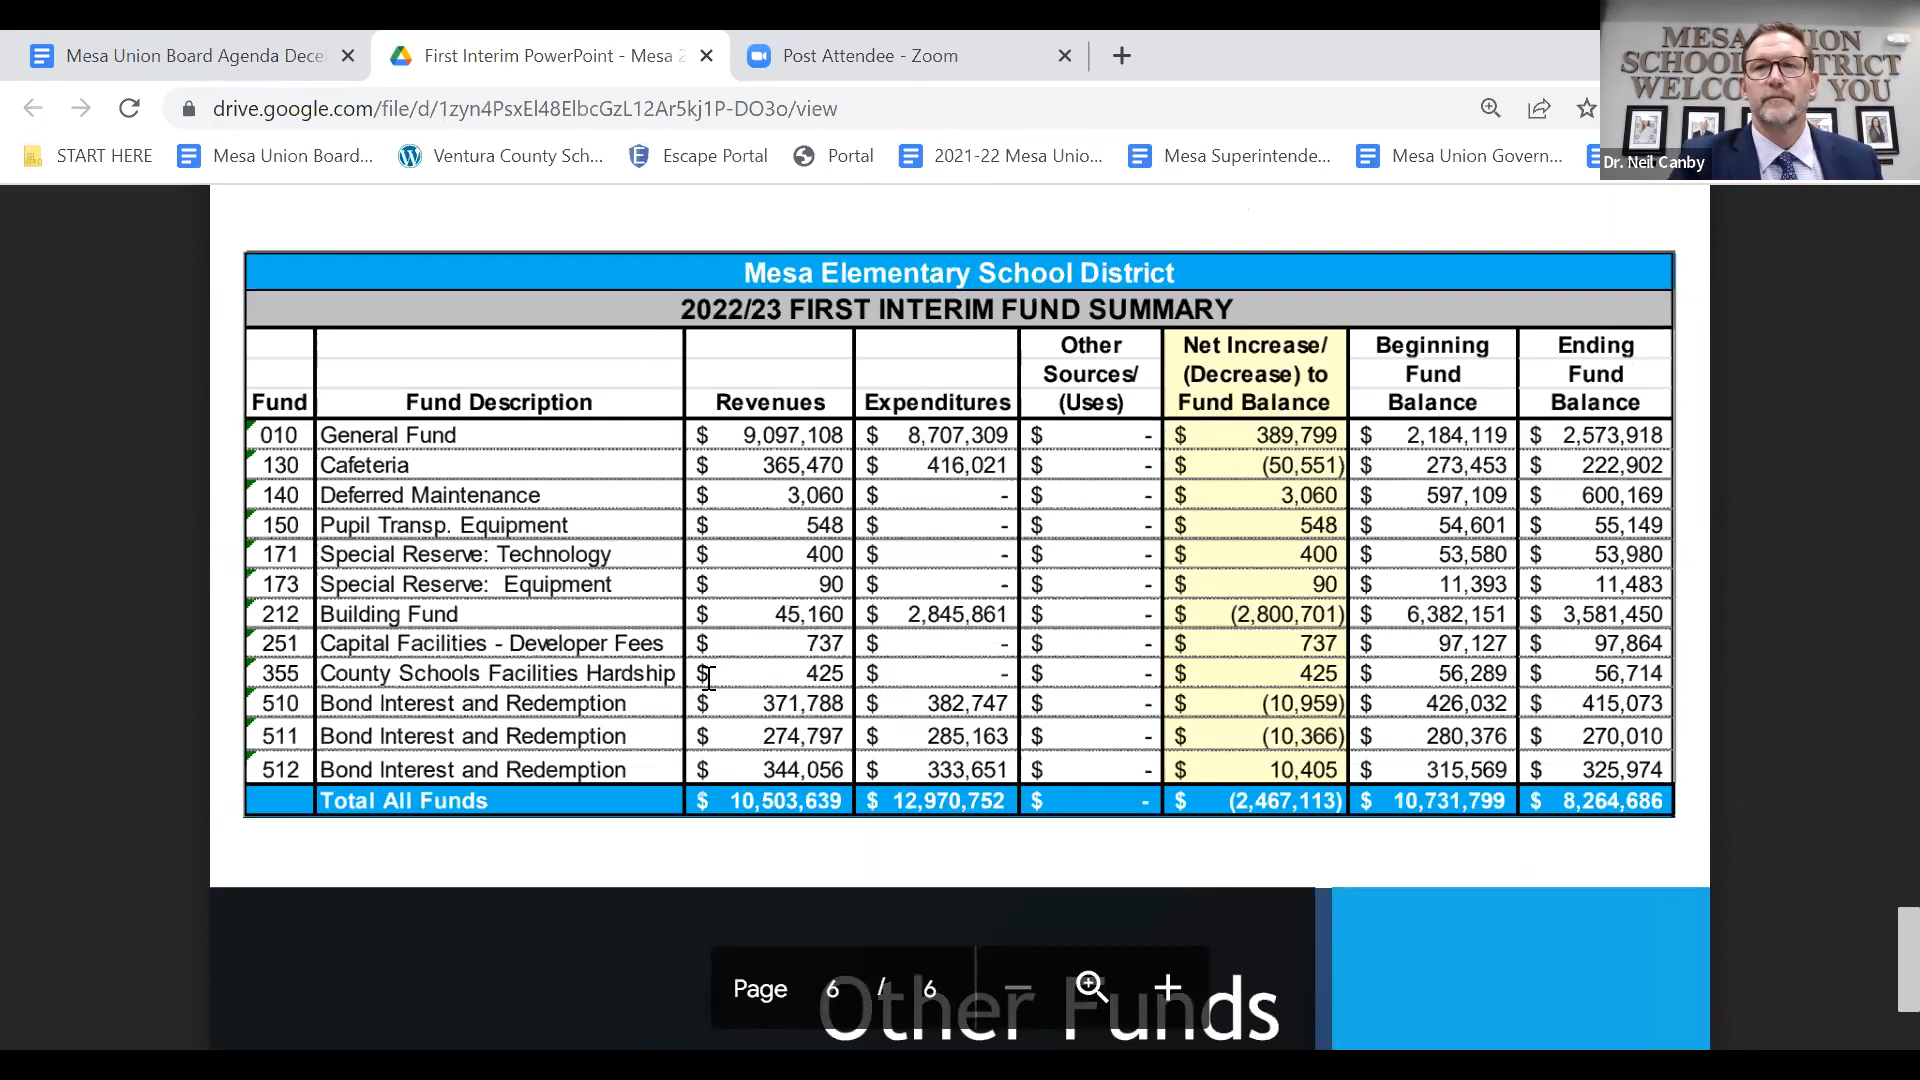 Mesa Union Board Agenda Dece
First Interim PowerPoint - Mesa 2
Post Attendee - Zoom
drive.google.com/file/d/1zyn4PsxEl48ElbcGzL12Ar5kj1P-DO3o/view
START HERE
Mesa Union Board...
Ventura County Sch...
Escape Portal
Portal
2021-22 Mesa Unio...
Mesa Superintende...
Mesa Union Govern...
MESA UNION
SCHOOL DISTRICT
WELCOMES YOU
Dr. Neil Canby
Mesa Elementary School District
2022/23 FIRST INTERIM FUND SUMMARY
Fund Fund Description Revenues Expenditures Other Sources/ (Uses) Net Increase/ (Decrease) to Fund Balance Beginning Fund Balance Ending Fund Balance
010 General Fund $ 9,097,108 $ 8,707,309 $ - $ 389,799 $ 2,184,119 $ 2,573,918
130 Cafeteria $ 365,470 $ 416,021 $ - $ (50,551) $ 273,453 $ 222,902
140 Deferred Maintenance $ 3,060 $ - $ - $ 3,060 $ 597,109 $ 600,169
150 Pupil Transp. Equipment $ 548 $ - $ - $ 548 $ 54,601 $ 55,149
171 Special Reserve: Technology $ 400 $ - $ - $ 400 $ 53,580 $ 53,980
173 Special Reserve: Equipment $ 90 $ - $ - $ 90 $ 11,393 $ 11,483
212 Building Fund $ 45,160 $ 2,845,861 $ - $ (2,800,701) $ 6,382,151 $ 3,581,450
251 Capital Facilities - Developer Fees $ 737 $ - $ - $ 737 $ 97,127 $ 97,864
355 County Schools Facilities Hardship $ 425 $ - $ - $ 425 $ 56,289 $ 56,714
510 Bond Interest and Redemption $ 371,788 $ 382,747 $ - $ (10,959) $ 426,032 $ 415,073
511 Bond Interest and Redemption $ 274,797 $ 285,163 $ - $ (10,366) $ 280,376 $ 270,010
512 Bond Interest and Redemption $ 344,056 $ 333,651 $ - $ 10,405 $ 315,569 $ 325,974
Total All Funds $ 10,503,639 $ 12,970,752 $ - $ (2,467,113) $ 10,731,799 $ 8,264,686
Page 6 / 6
Other Funds